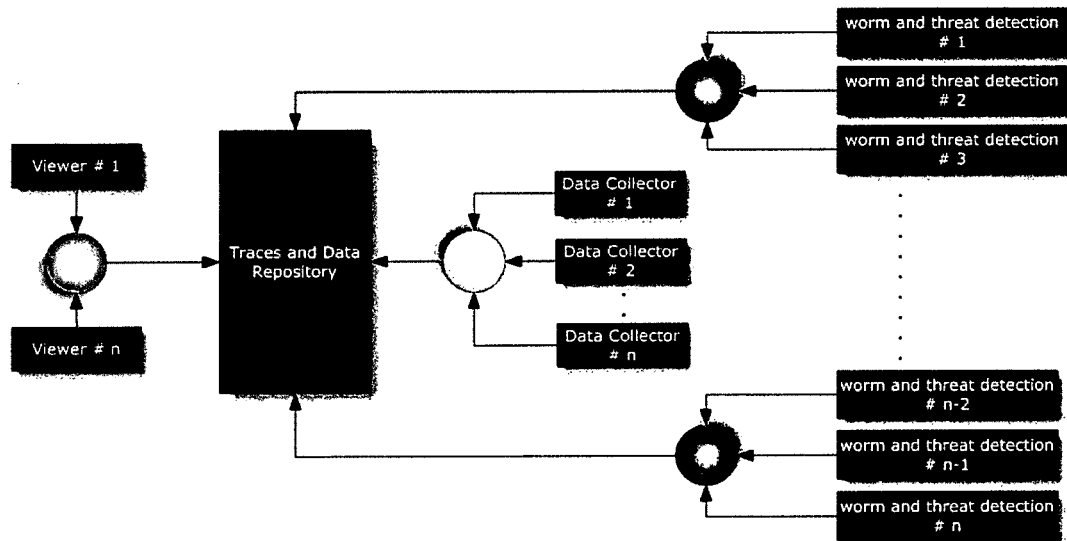 worm and threat detection
# 1
worm and threat detection
# 2
worm and threat detection
# 3
Viewer # 1
Viewer # n
Traces and Data
Repository
Data Collector
# 1
Data Collector
# 2
Data Collector
# n
worm and threat detection
# n-2
worm and threat detection
# n-1
worm and threat detection
# n